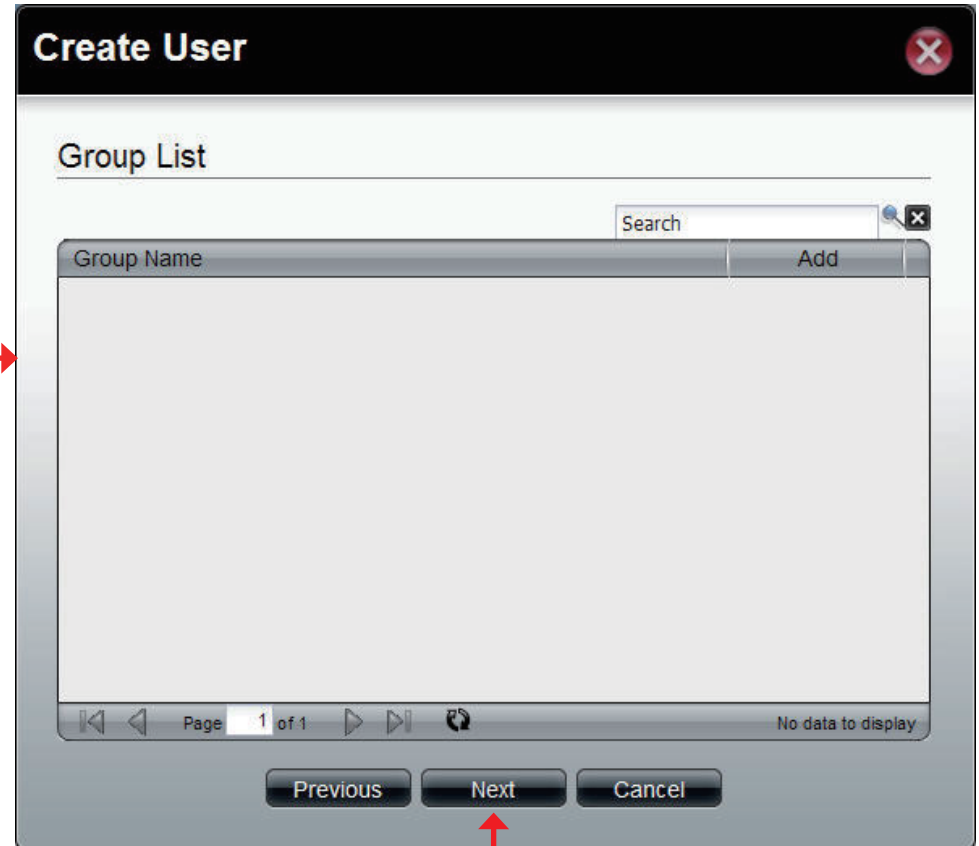 Create User
Group List
Search
Group Name Add
Page 1 of 1 No data to display
Previous Next Cancel